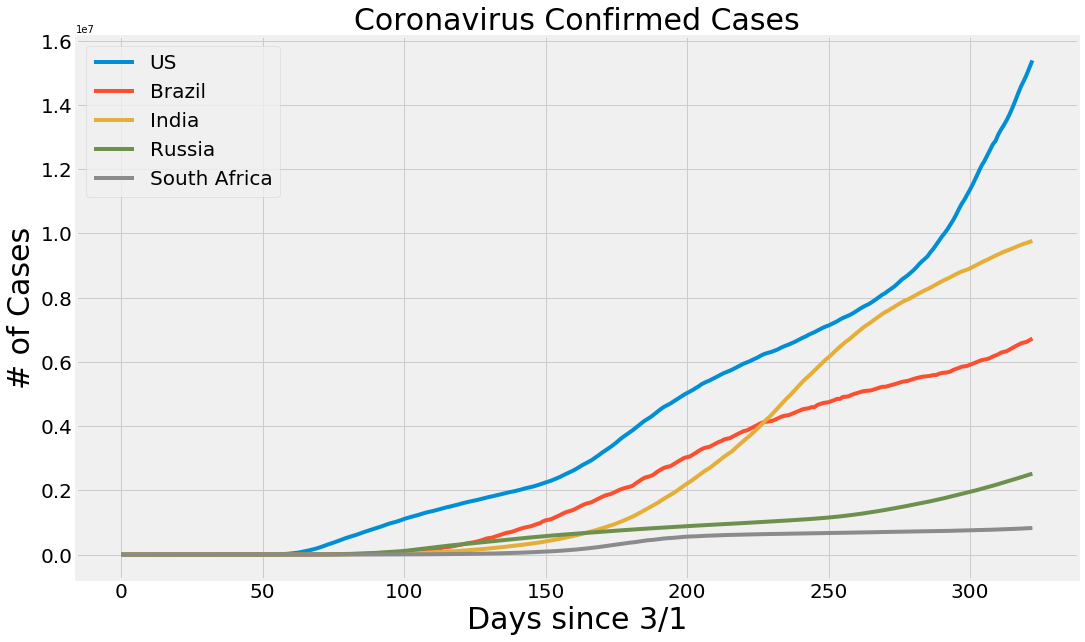 Coronavirus Confirmed Cases
1e7
1.6
1.4
1.2
1.0
0.8
0.6
0.4
0.2
0.0
# of Cases
US
Brazil
India
Russia
South Africa
0 50 100 150 200 250 300
Days since 3/1